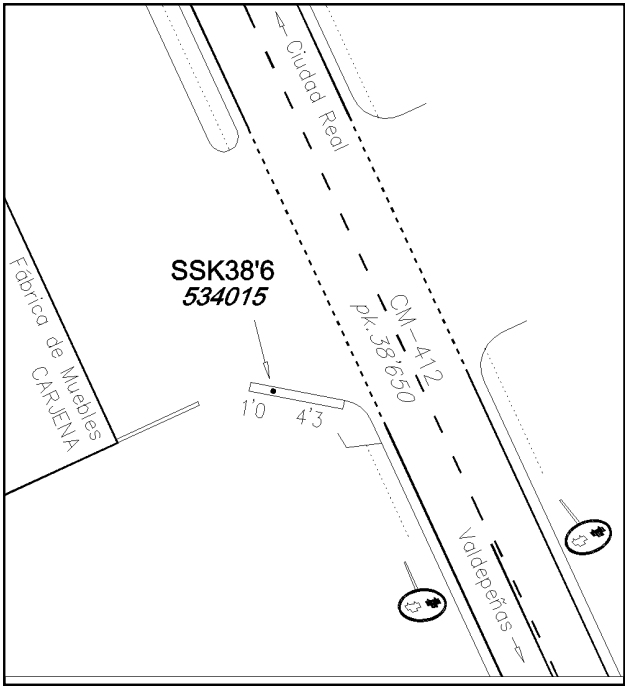 Ciudad Real
SSK38'6
534015
Fábrica de Muebles
CARJENA
CM-412
pk.38'650
1'0
4'3
Valdepeñas